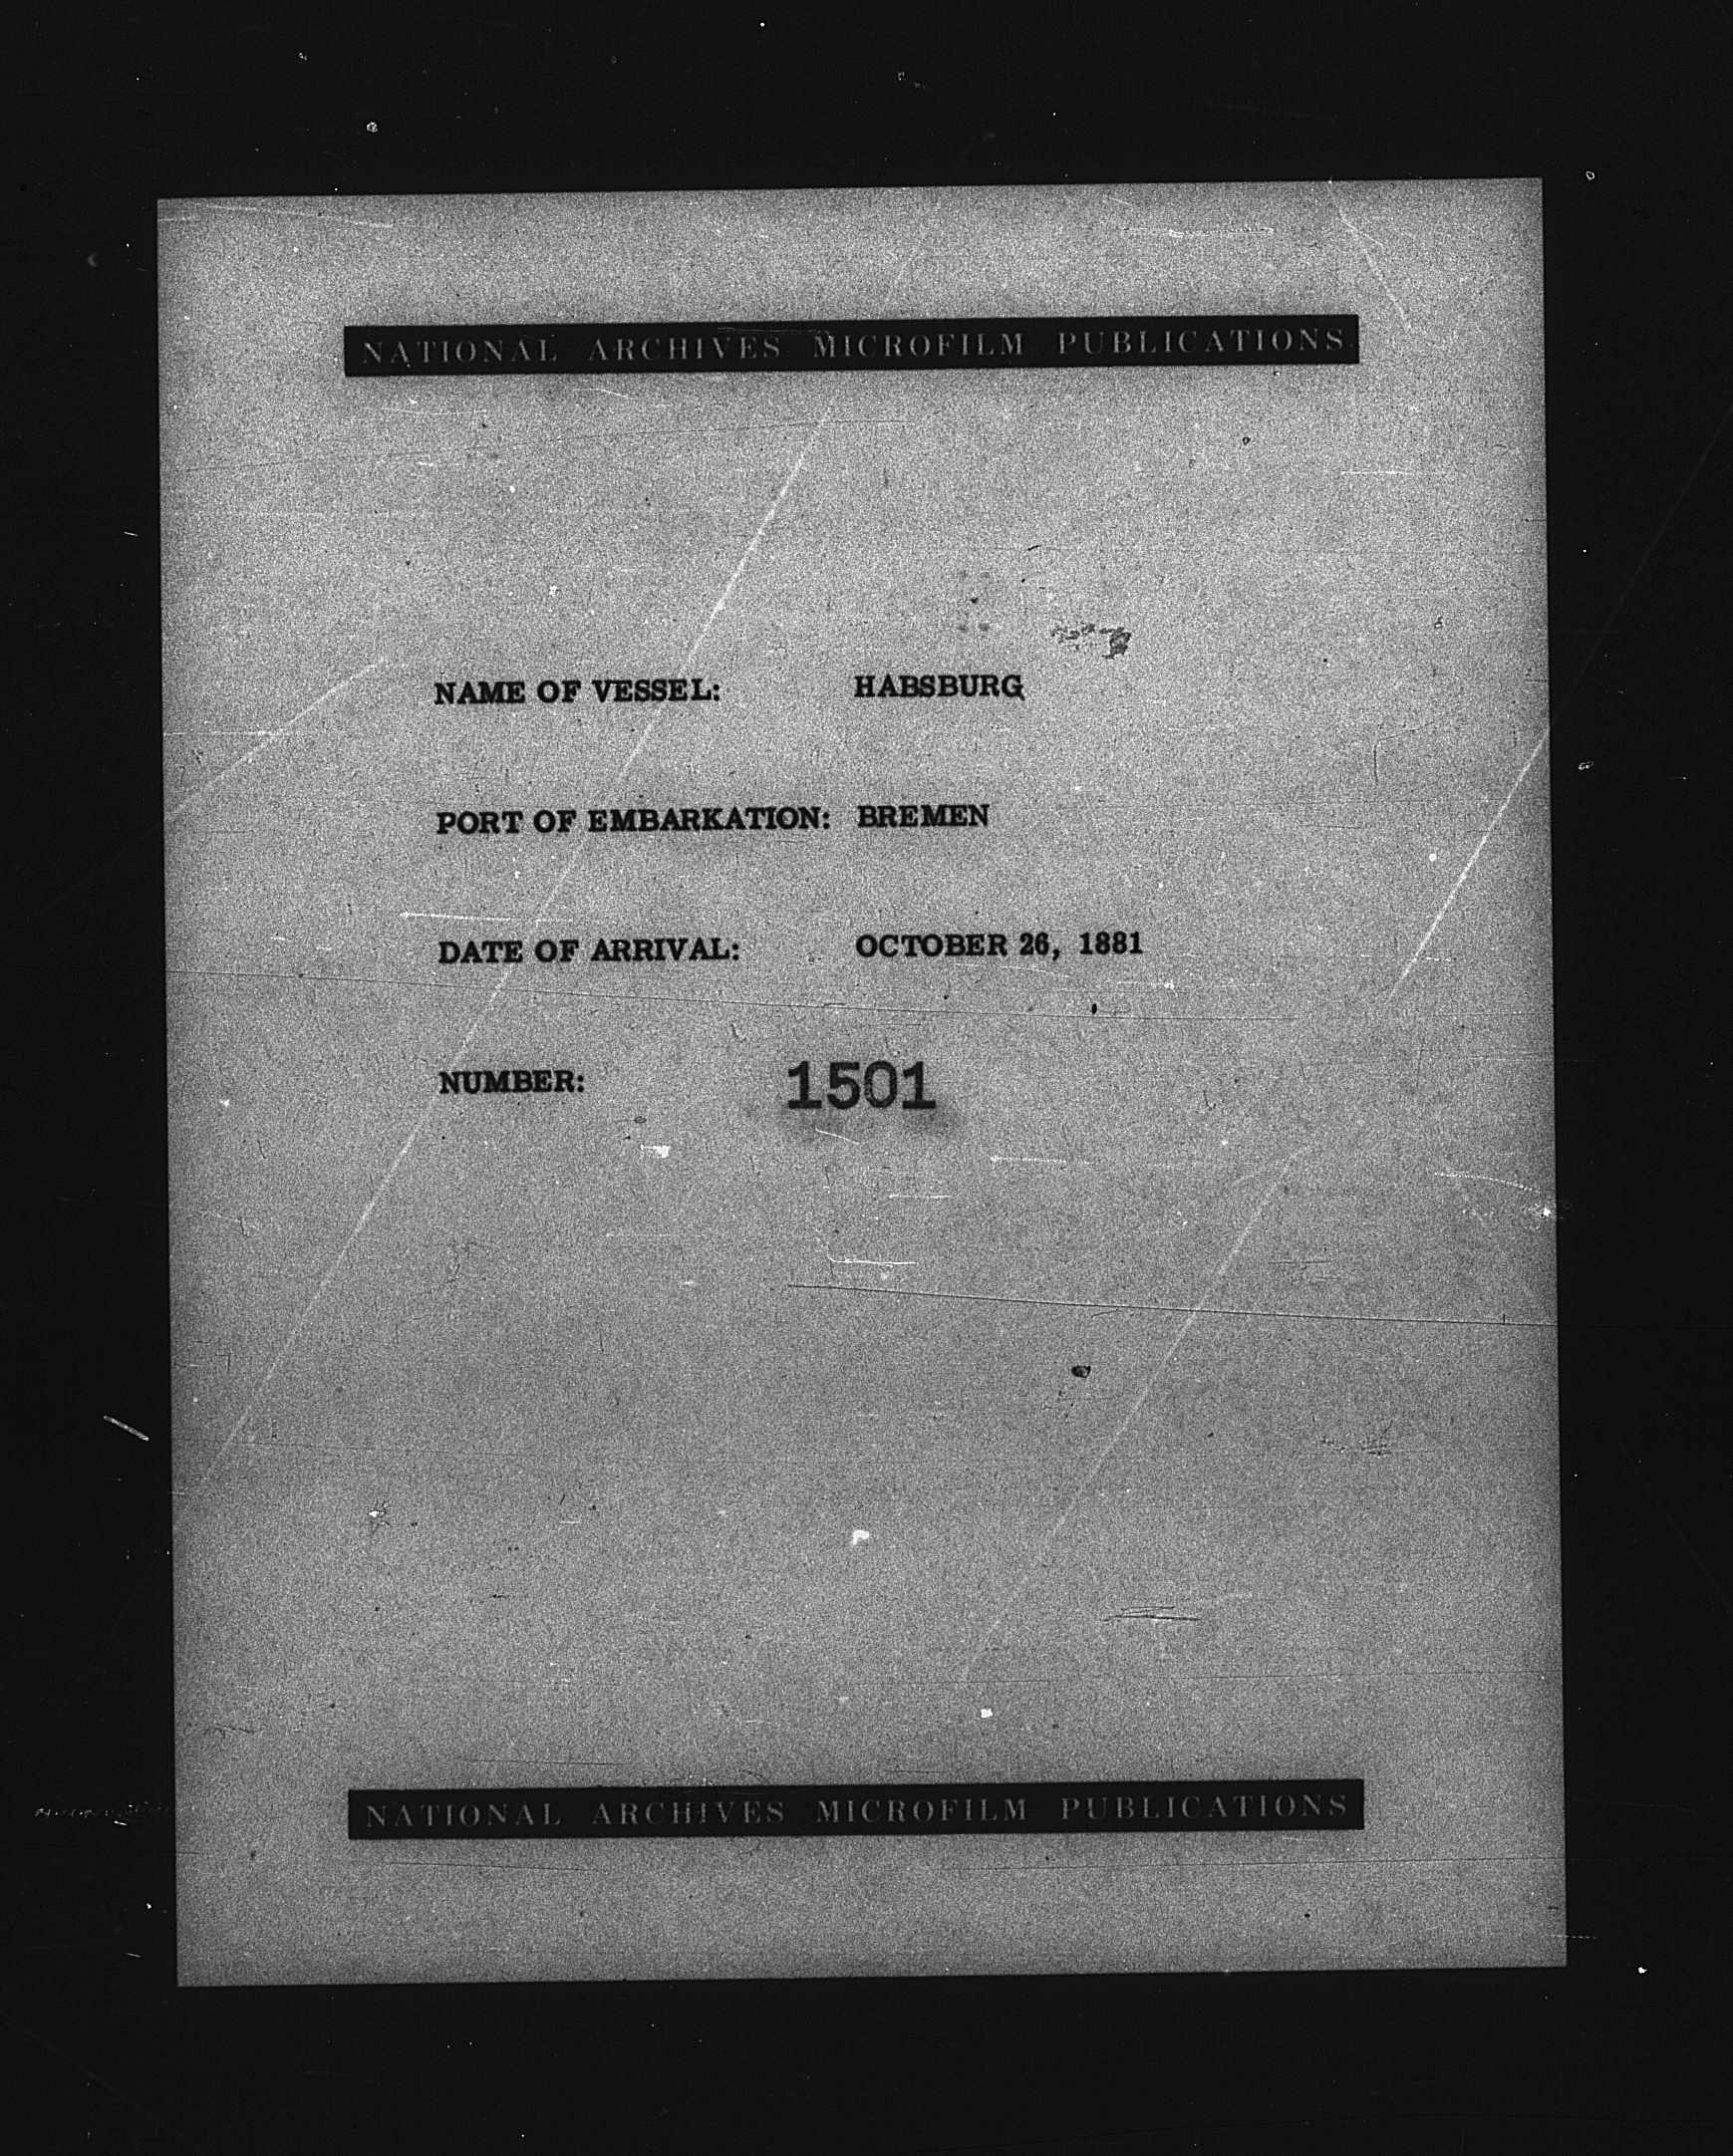 NATIONAL ARCHIVES MICROFILM PUBLICATIONS
NAME OF VESSEL: HABSBURG
PORT OF EMBARKATION: BREMEN
DATE OF ARRIVAL: OCTOBER 26, 1881
NUMBER: 1501
NATIONAL ARCHIVES MICROFILM PUBLICATIONS